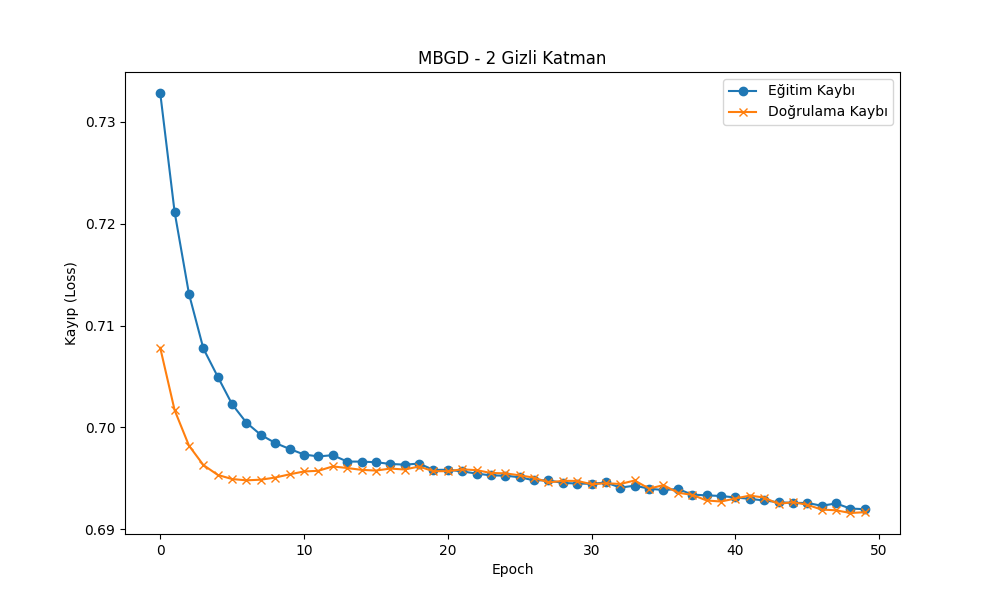 MBGD - 2 Gizli Katman
Eğitim Kaybı
Doğrulama Kaybı
Kayıp (Loss)
0.73
0.72
0.71
0.70
0.69
0 10 20 30 40 50
Epoch